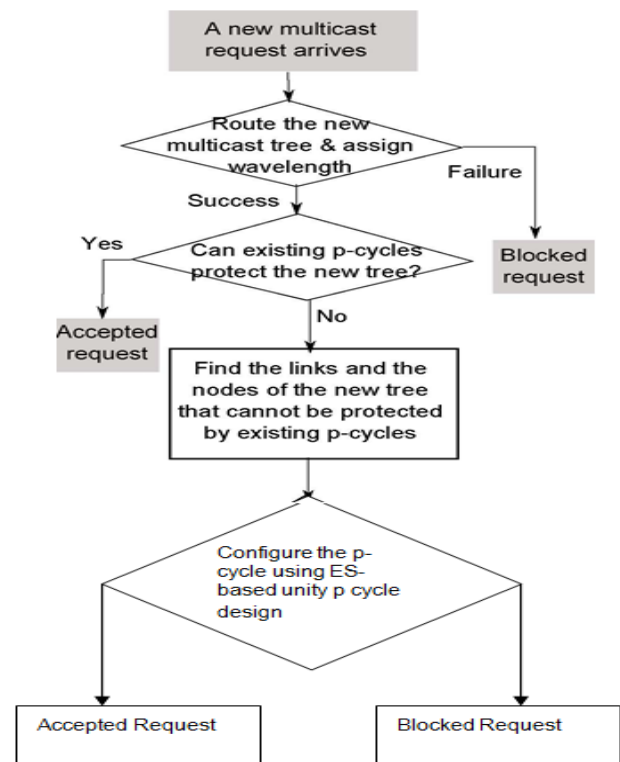 A new multicast
request arrives
Route the new
multicast tree & assign
wavelength
Failure
Success
Yes
Can existing p-cycles
protect the new tree?
Blocked
request
No
Accepted
request
Find the links and the
nodes of the new tree
that cannot be protected
by existing p-cycles
Configure the p-
cycle using ES-
based unity p cycle
design
Accepted Request
Blocked Request